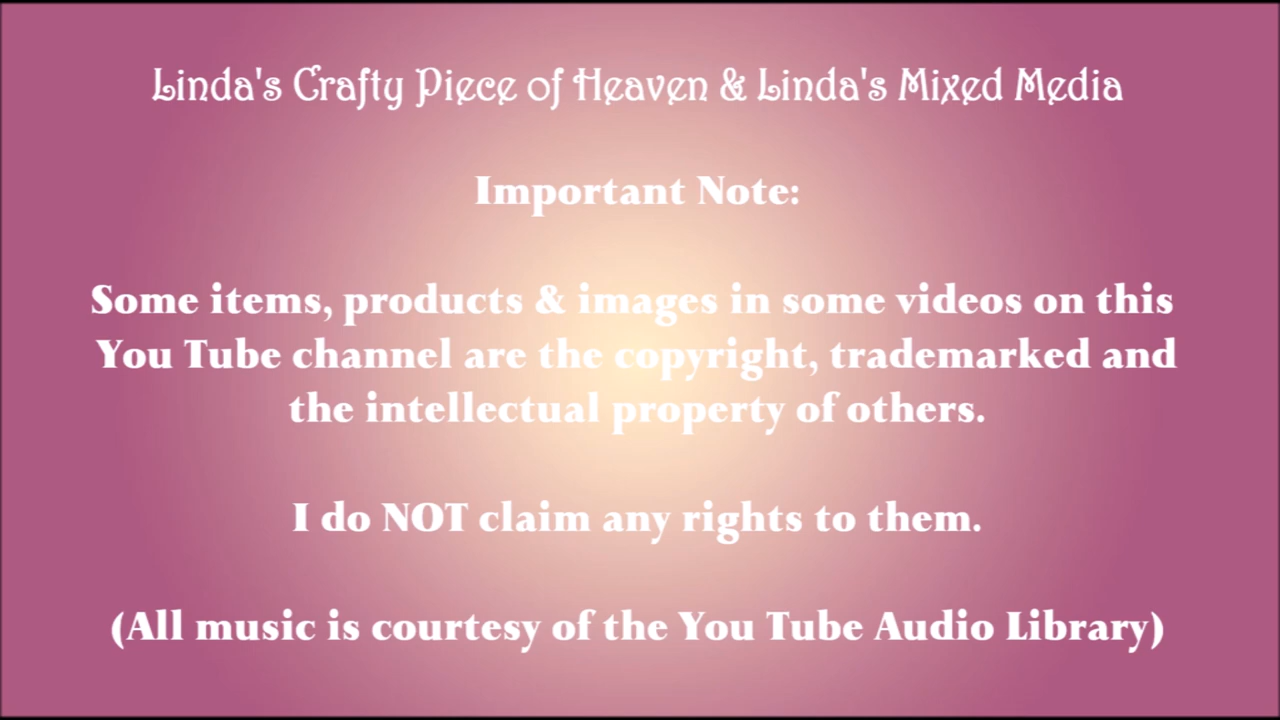 Linda's Crafty Piece of Heaven & Linda's Mixed Media
Important Note:
Some items, products & images in some videos on this
You Tube channel are the copyright, trademarked and
the intellectual property of others.
I do NOT claim any rights to them.
(All music is courtesy of the You Tube Audio Library)